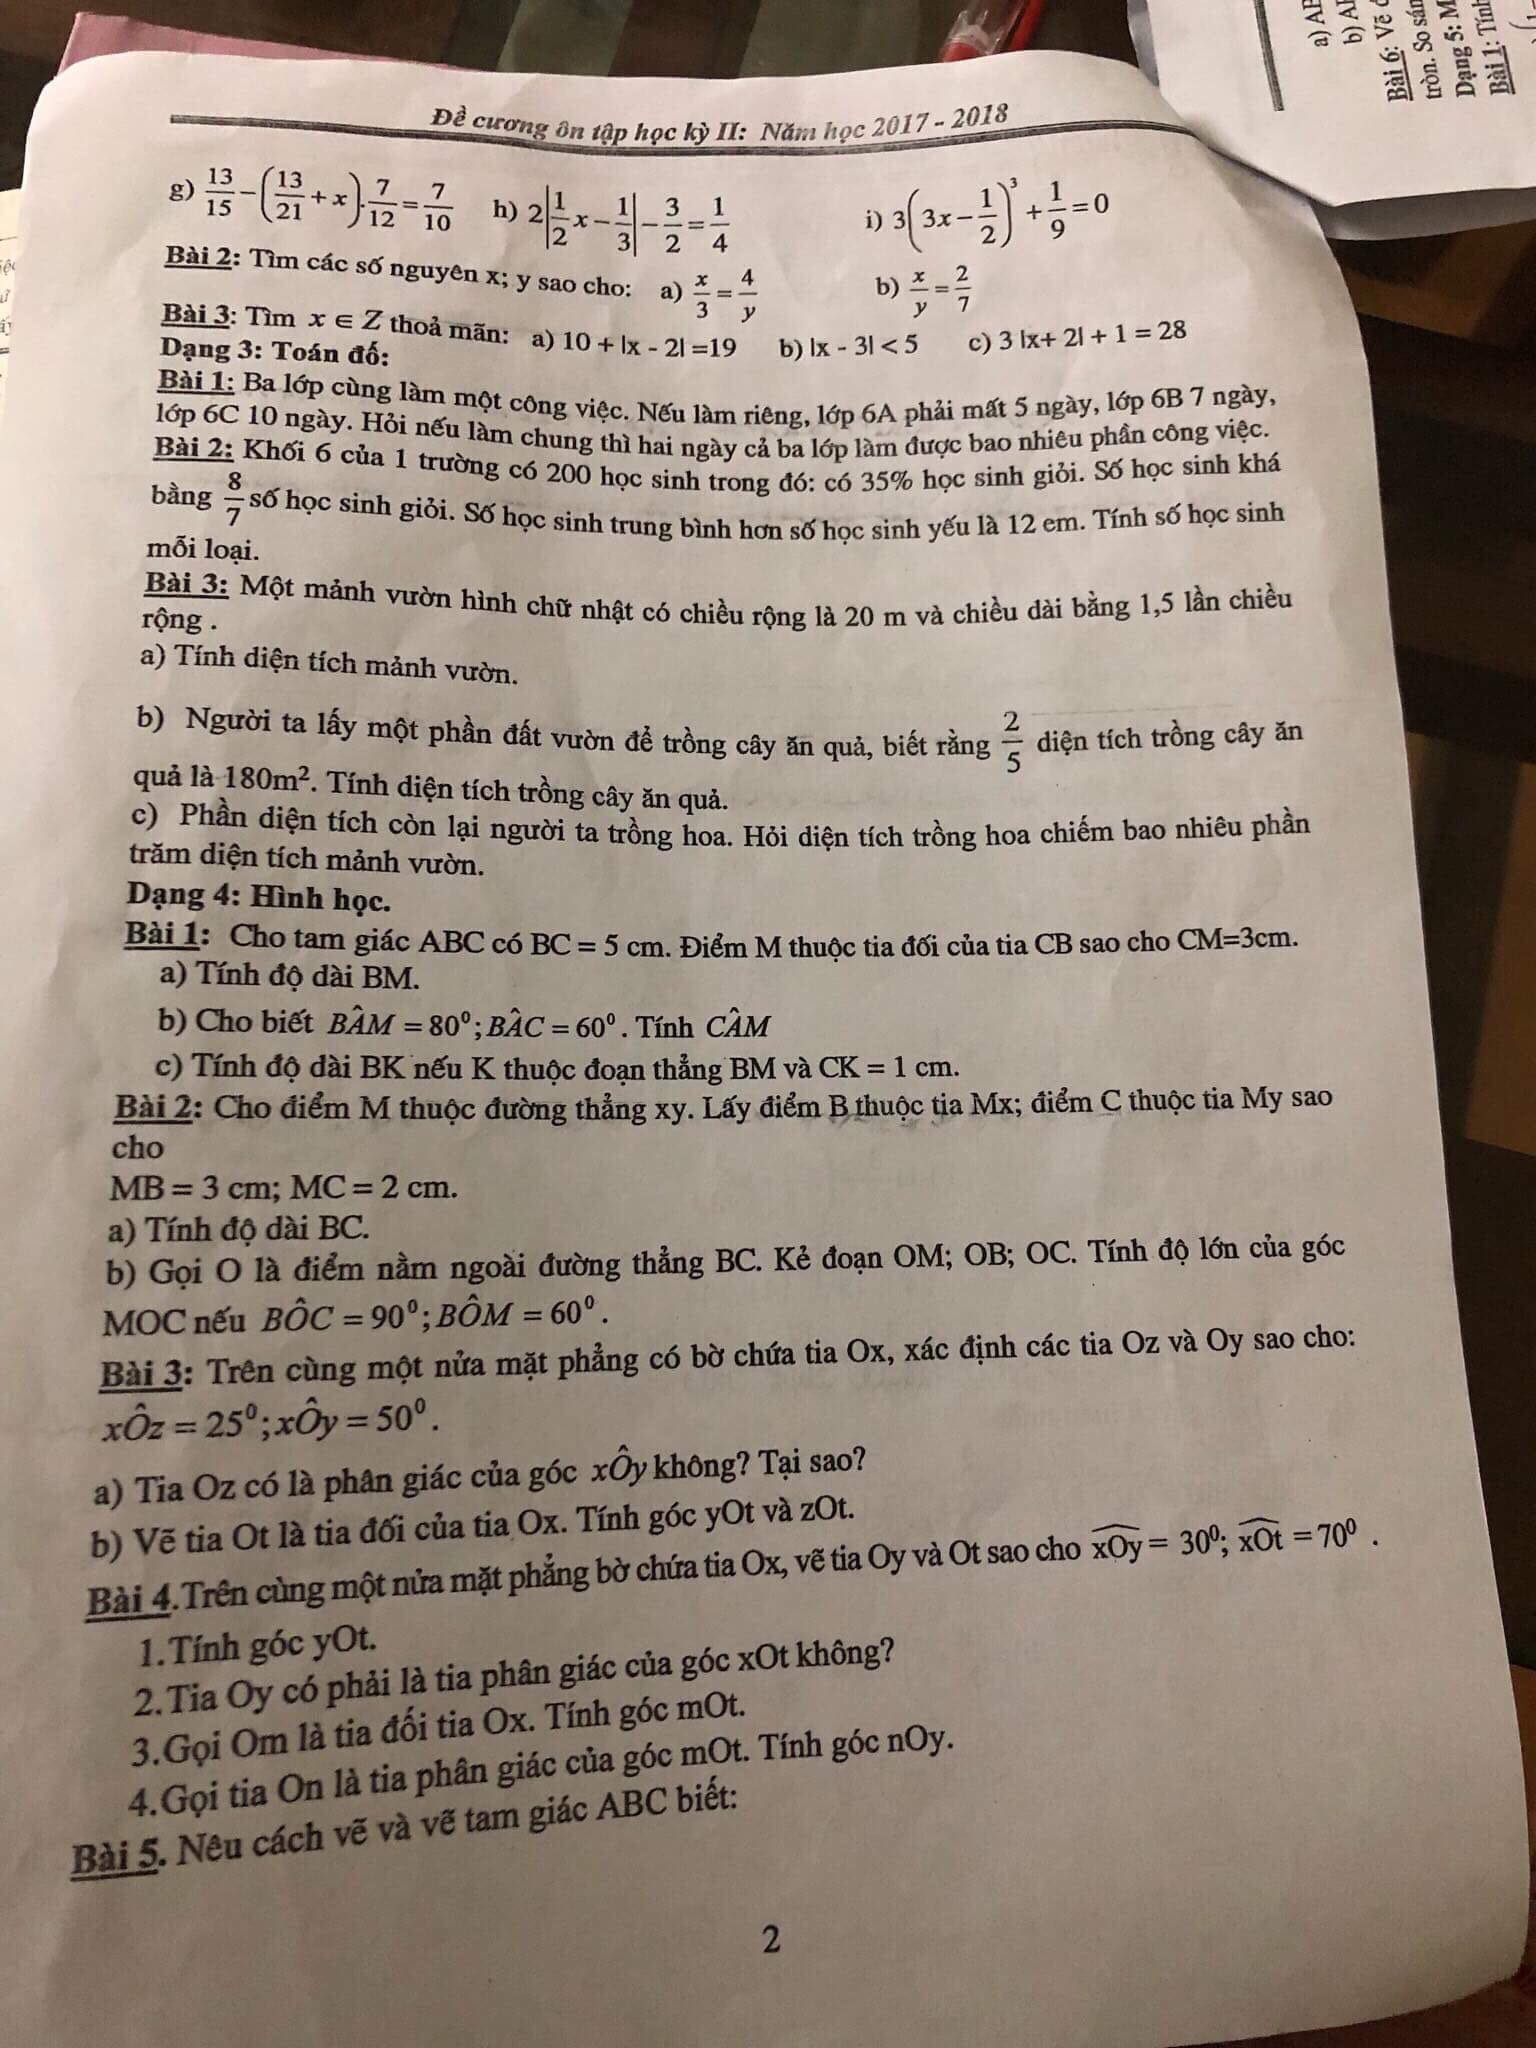 Đề cương ôn tập học kỳ II: Năm học 2017 - 2018
g) 13/15 − (13/21 + x).7/12 = 7/10 h) 2|1/2 x − 1/3| − 3/2 = 1/4 i) 3(3x − 1/2)³ + 1/9 = 0
Bài 2: Tìm các số nguyên x; y sao cho: a) x/3 = 4/y b) x/y = 2/7
Bài 3: Tìm x ∈ Z thoả mãn: a) 10 + |x - 2| =19 b) |x - 3| < 5 c) 3 |x+ 2| + 1 = 28
Dạng 3: Toán đố:
Bài 1: Ba lớp cùng làm một công việc. Nếu làm riêng, lớp 6A phải mất 5 ngày, lớp 6B 7 ngày,
lớp 6C 10 ngày. Hỏi nếu làm chung thì hai ngày cả ba lớp làm được bao nhiêu phần công việc.
Bài 2: Khối 6 của 1 trường có 200 học sinh trong đó: có 35% học sinh giỏi. Số học sinh khá
bằng 8/7 số học sinh giỏi. Số học sinh trung bình hơn số học sinh yếu là 12 em. Tính số học sinh
mỗi loại.
Bài 3: Một mảnh vườn hình chữ nhật có chiều rộng là 20 m và chiều dài bằng 1,5 lần chiều
rộng .
a) Tính diện tích mảnh vườn.
b) Người ta lấy một phần đất vườn để trồng cây ăn quả, biết rằng 2/5 diện tích trồng cây ăn
quả là 180m². Tính diện tích trồng cây ăn quả.
c) Phần diện tích còn lại người ta trồng hoa. Hỏi diện tích trồng hoa chiếm bao nhiêu phần
trăm diện tích mảnh vườn.
Dạng 4: Hình học.
Bài 1: Cho tam giác ABC có BC = 5 cm. Điểm M thuộc tia đối của tia CB sao cho CM=3cm.
a) Tính độ dài BM.
b) Cho biết BÂM = 80⁰; BÂC = 60⁰ . Tính CÂM
c) Tính độ dài BK nếu K thuộc đoạn thẳng BM và CK = 1 cm.
Bài 2: Cho điểm M thuộc đường thẳng xy. Lấy điểm B thuộc tia Mx; điểm C thuộc tia My sao
cho
MB = 3 cm; MC = 2 cm.
a) Tính độ dài BC.
b) Gọi O là điểm nằm ngoài đường thẳng BC. Kẻ đoạn OM; OB; OC. Tính độ lớn của góc
MOC nếu BÔC = 90⁰; BÔM = 60⁰ .
Bài 3: Trên cùng một nửa mặt phẳng có bờ chứa tia Ox, xác định các tia Oz và Oy sao cho:
xÔz = 25⁰; xÔy = 50⁰ .
a) Tia Oz có là phân giác của góc xÔy không? Tại sao?
b) Vẽ tia Ot là tia đối của tia Ox. Tính góc yOt và zOt.
Bài 4.Trên cùng một nửa mặt phẳng bờ chứa tia Ox, vẽ tia Oy và Ot sao cho xOy = 30⁰; xOt = 70⁰ .
1.Tính góc yOt.
2.Tia Oy có phải là tia phân giác của góc xOt không?
3.Gọi Om là tia đối tia Ox. Tính góc mOt.
4.Gọi tia On là tia phân giác của góc mOt. Tính góc nOy.
Bài 5. Nêu cách vẽ và vẽ tam giác ABC biết:
2
Bài 6: Vẽ
tròn. So
Dạng 5:
Bài 1: Tính